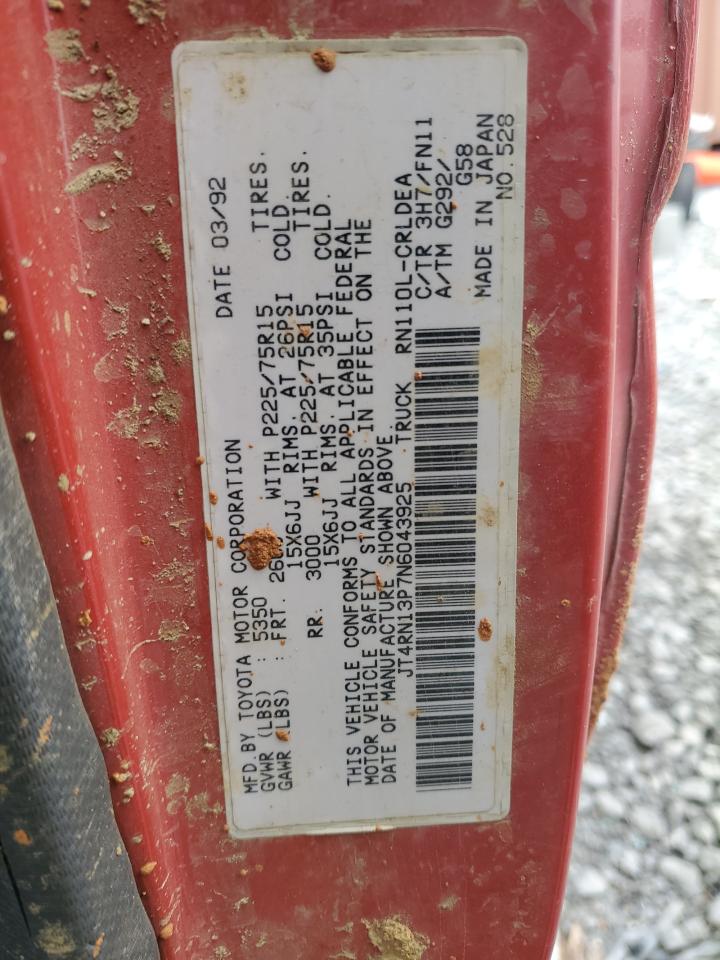 MFD. BY TOYOTA MOTOR CORPORATION DATE 03/92
GVWR (LBS) : 5350
GAWR (LBS) : FRT. WITH P225/75R15 TIRES.
15X6JJ RIMS. AT 26PSI COLD.
RR. 3000 WITH P225/75R15 TIRES.
15X6JJ RIMS. AT 35PSI COLD.
THIS VEHICLE CONFORMS TO ALL APPLICABLE FEDERAL
MOTOR VEHICLE SAFETY STANDARDS IN EFFECT ON THE
DATE OF MANUFACTURE SHOWN ABOVE.
JT4RN13P7N6043925 TRUCK RN110L-CRLDEA
C/TR 3H7/FN11
A/TM G292/
G58
MADE IN JAPAN
NO.528